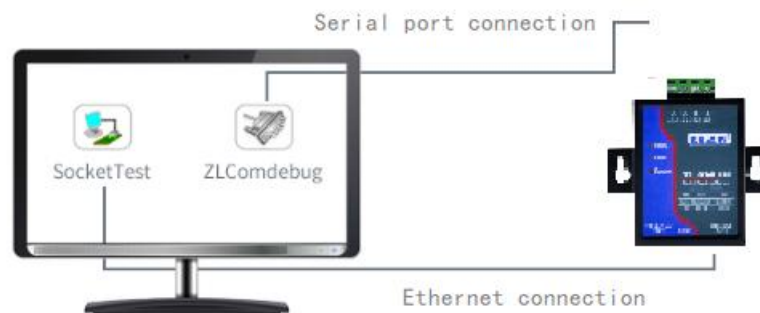 Serial port connection
SocketTest
ZLComdebug
Ethernet connection